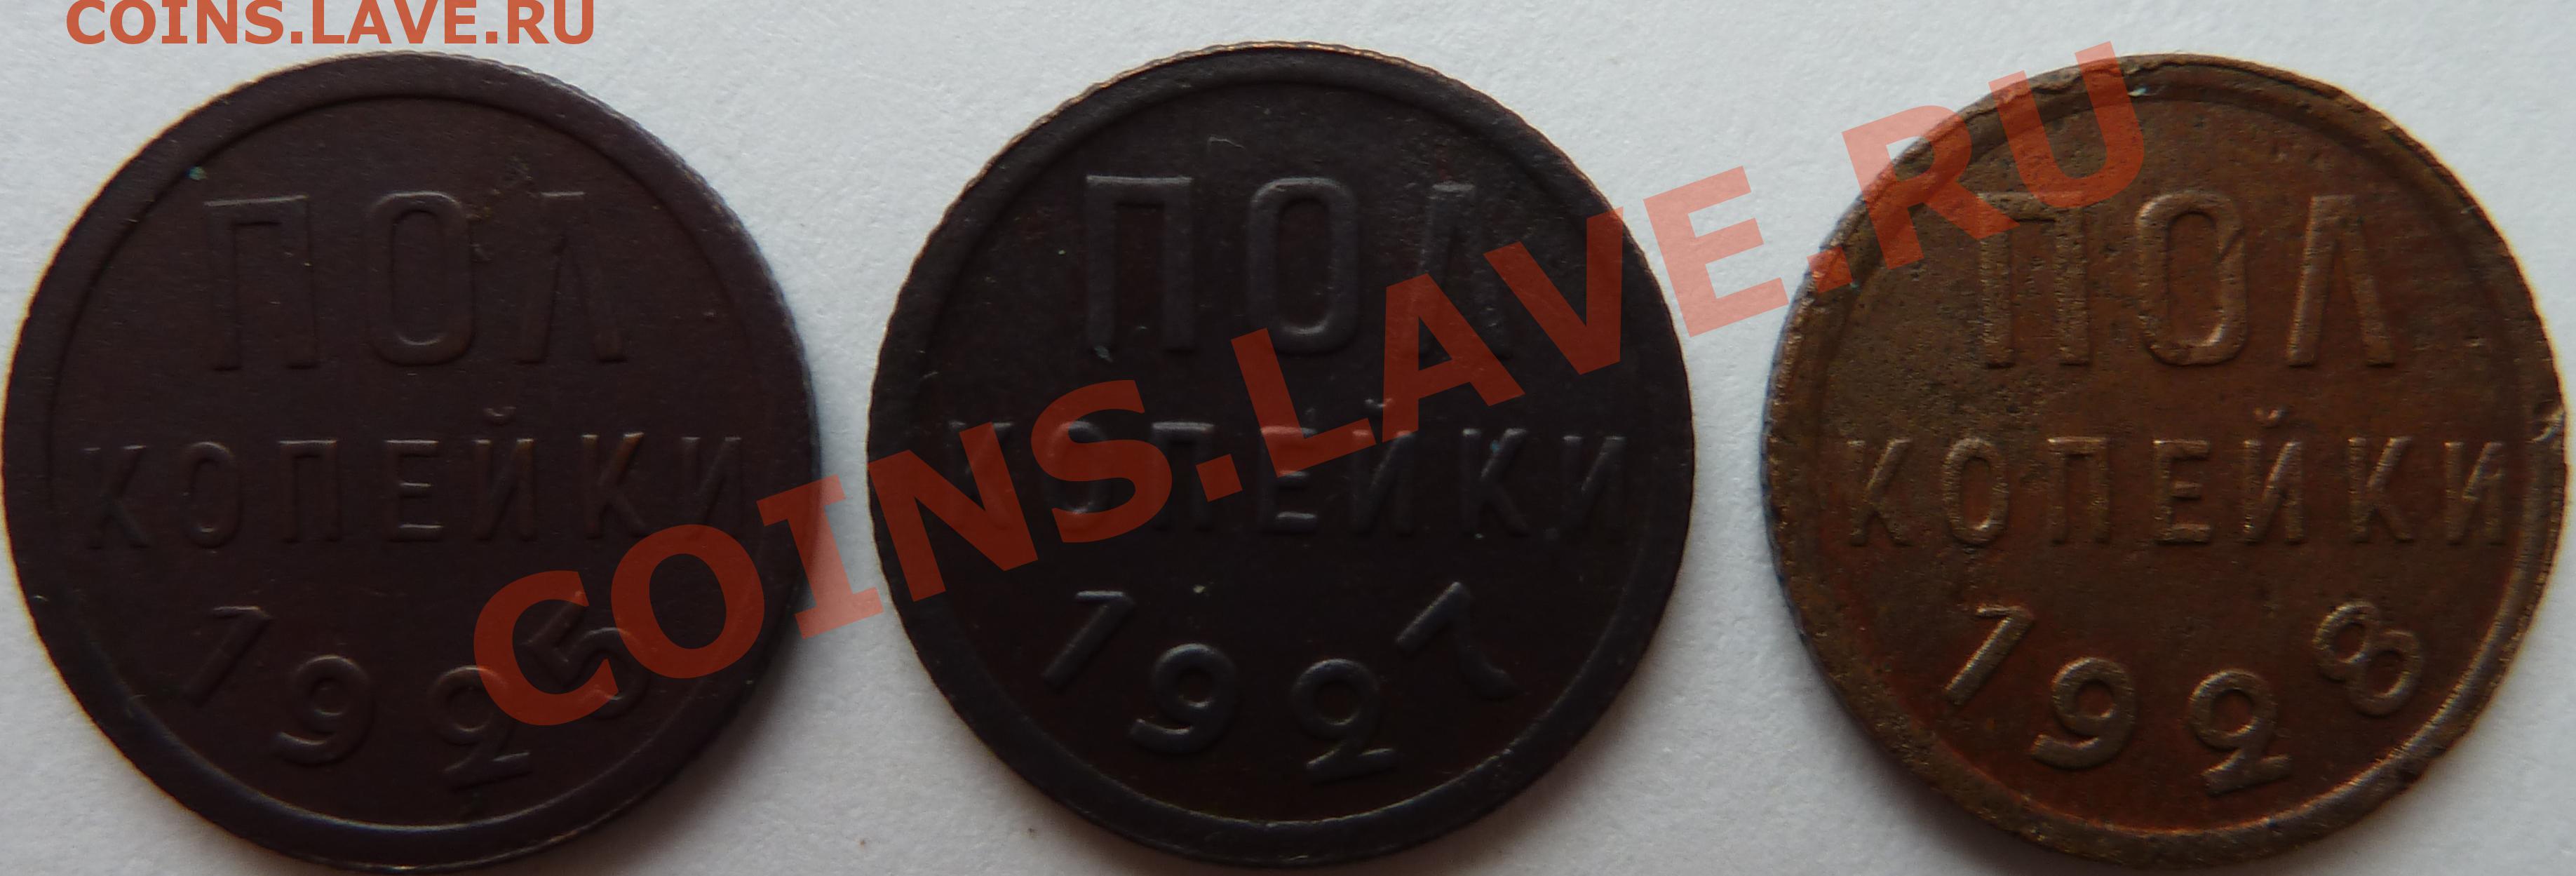 COINS.LAVE.RU
ПОЛ
КОПЕЙКИ
1925
ПОЛ
КОПЕЙКИ
1927
ПОЛ
КОПЕЙКИ
1928
COINS.LAVE.RU